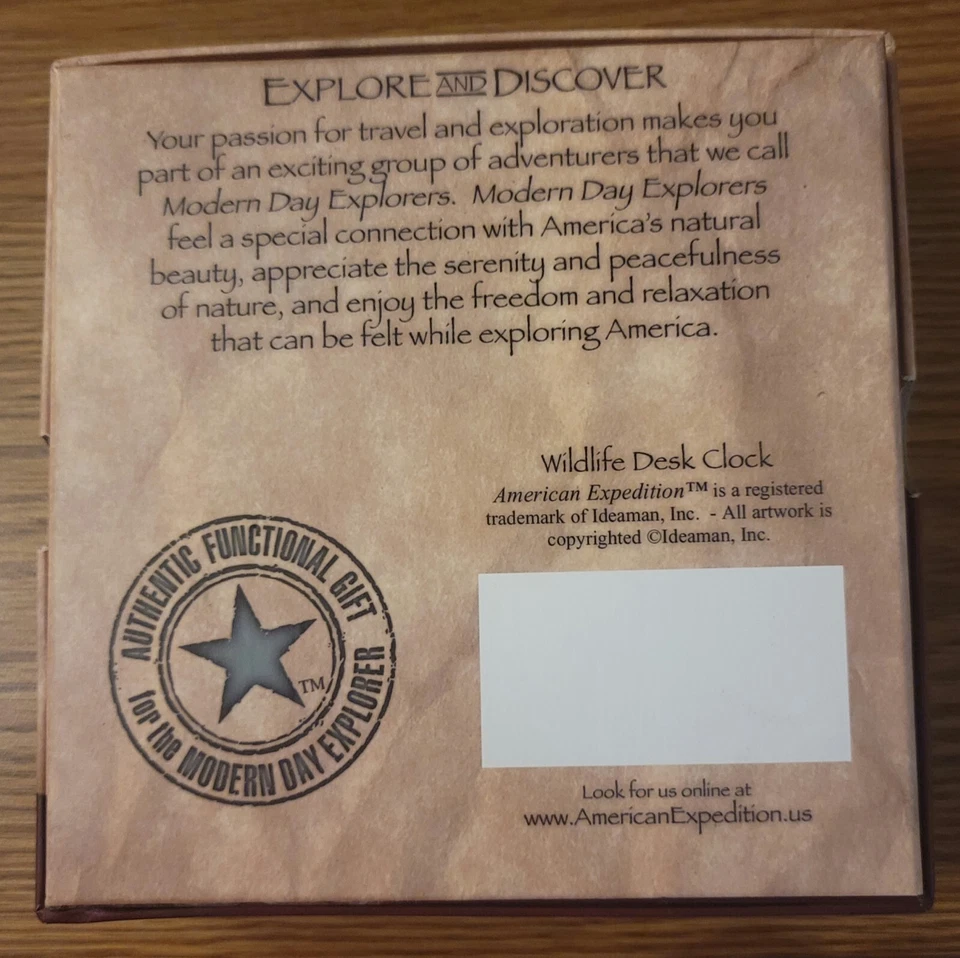 EXPLORE AND DISCOVER
Your passion for travel and exploration makes you
part of an exciting group of adventurers that we call
Modern Day Explorers. Modern Day Explorers
feel a special connection with America's natural
beauty, appreciate the serenity and peacefulness
of nature, and enjoy the freedom and relaxation
that can be felt while exploring America.
Wildlife Desk Clock
American Expedition™ is a registered
trademark of Ideaman, Inc. - All artwork is
copyrighted ©Ideaman, Inc.
AUTHENTIC FUNCTIONAL GIFT
for the MODERN DAY EXPLORER
TM
Look for us online at
www.AmericanExpedition.us